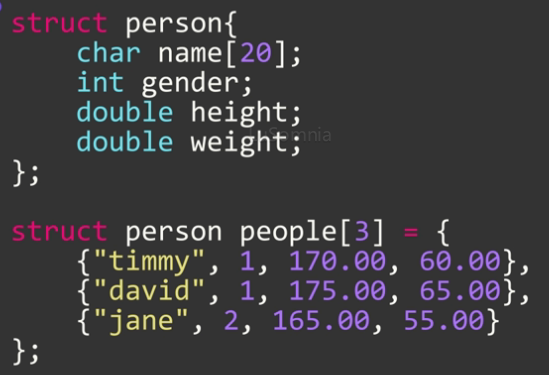 struct person{
    char name[20];
    int gender;
    double height;
    double weight;
};

struct person people[3] = {
    {"timmy", 1, 170.00, 60.00},
    {"david", 1, 175.00, 65.00},
    {"jane", 2, 165.00, 55.00}
};